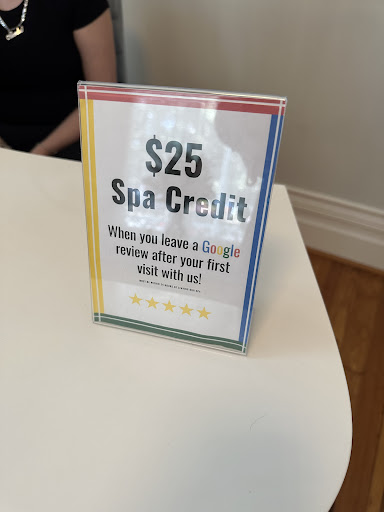 $25
Spa Credit
When you leave a Google
review after your first
visit with us!